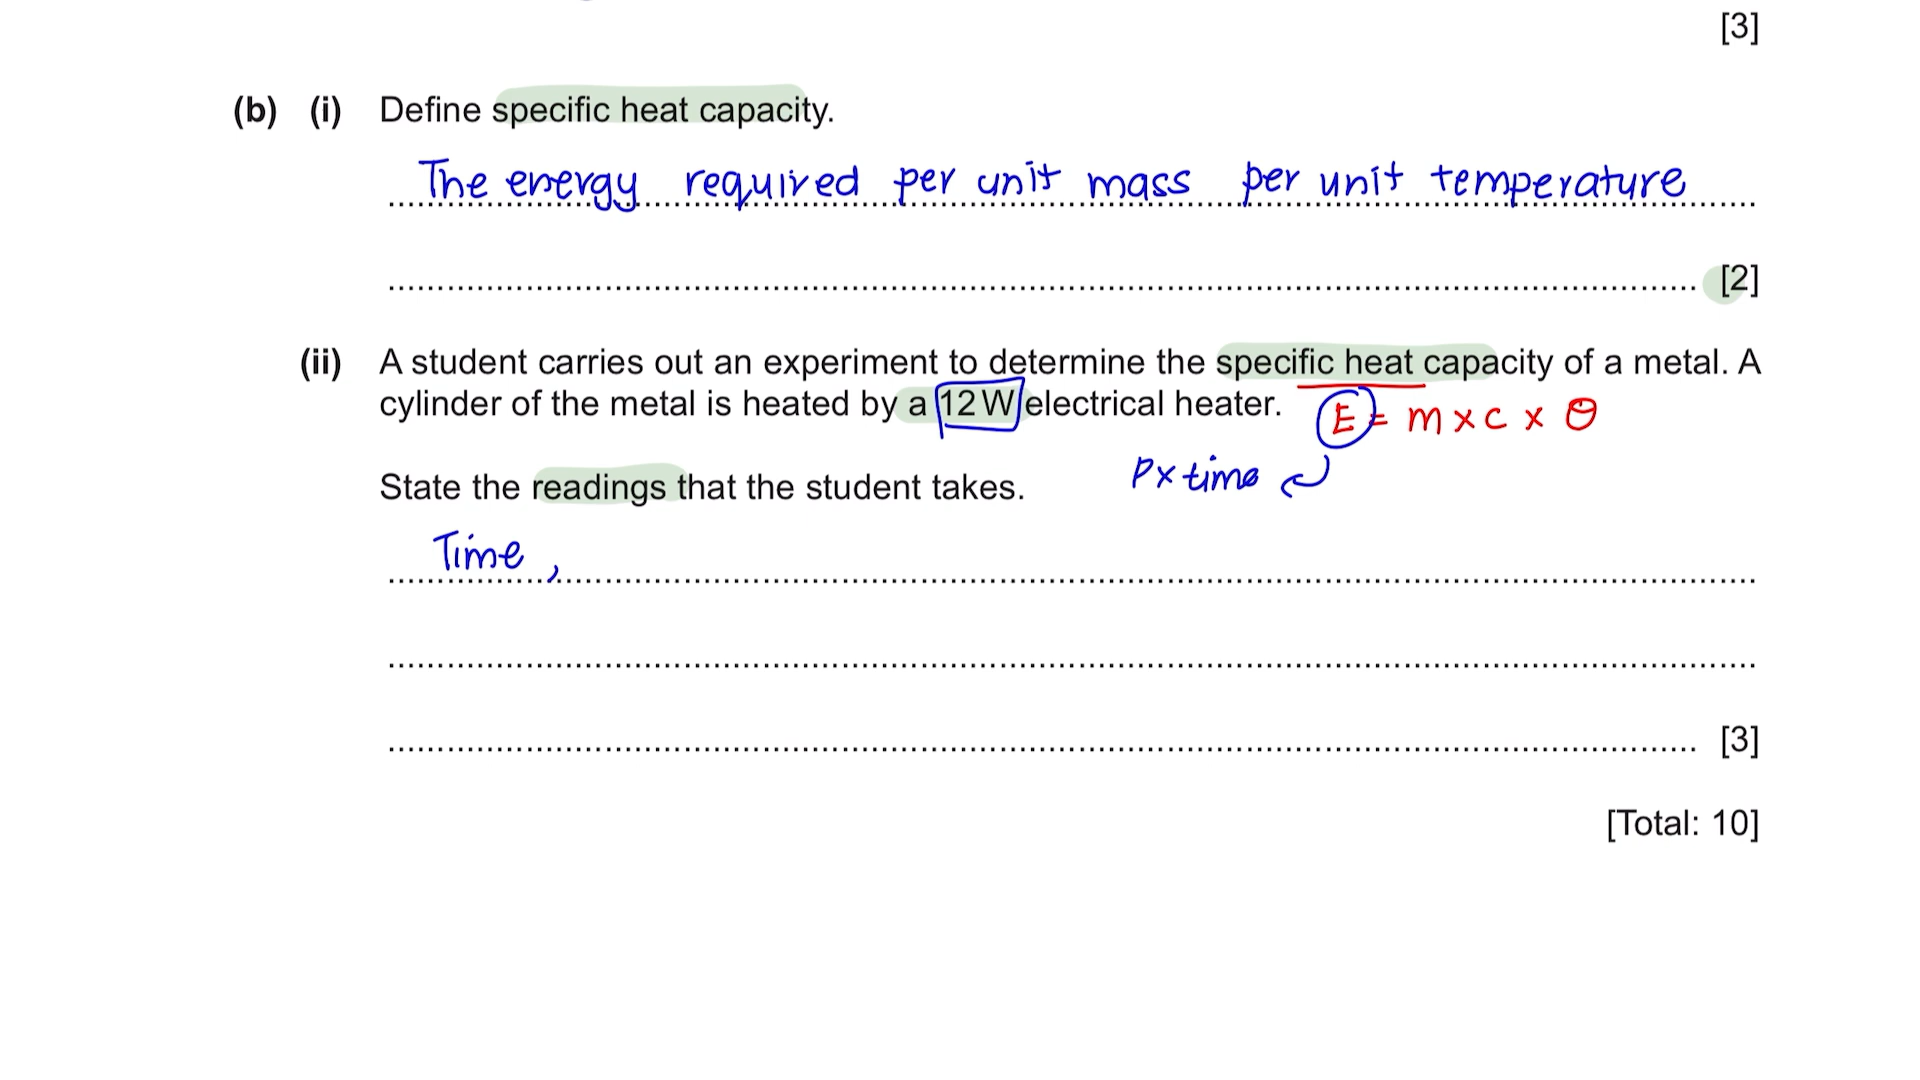 [3]
(b) (i) Define specific heat capacity.
The energy required per unit mass per unit temperature
[2]
(ii) A student carries out an experiment to determine the specific heat capacity of a metal. A
cylinder of the metal is heated by a 12 W electrical heater.
E = m x c x θ
State the readings that the student takes.
P x time
Time ,
[3]
[Total: 10]